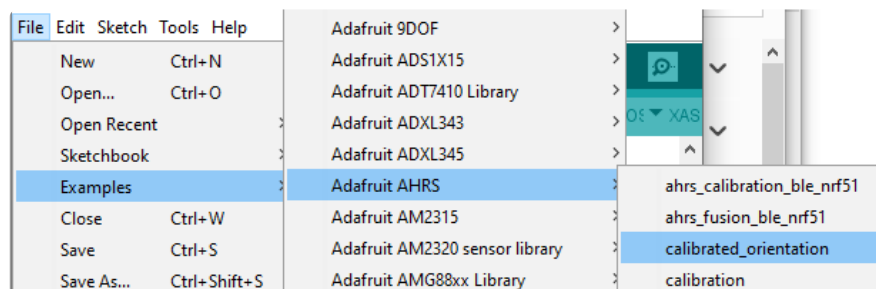 File Edit Sketch Tools Help
New Ctrl+N
Open... Ctrl+O
Open Recent
Sketchbook
Examples
Close Ctrl+W
Save Ctrl+S
Save As... Ctrl+Shift+S
Adafruit 9DOF
Adafruit ADS1X15
Adafruit ADT7410 Library
Adafruit ADXL343
Adafruit ADXL345
Adafruit AHRS
Adafruit AM2315
Adafruit AM2320 sensor library
Adafruit AMG88xx Library
XAS
ahrs_calibration_ble_nrf51
ahrs_fusion_ble_nrf51
calibrated_orientation
calibration